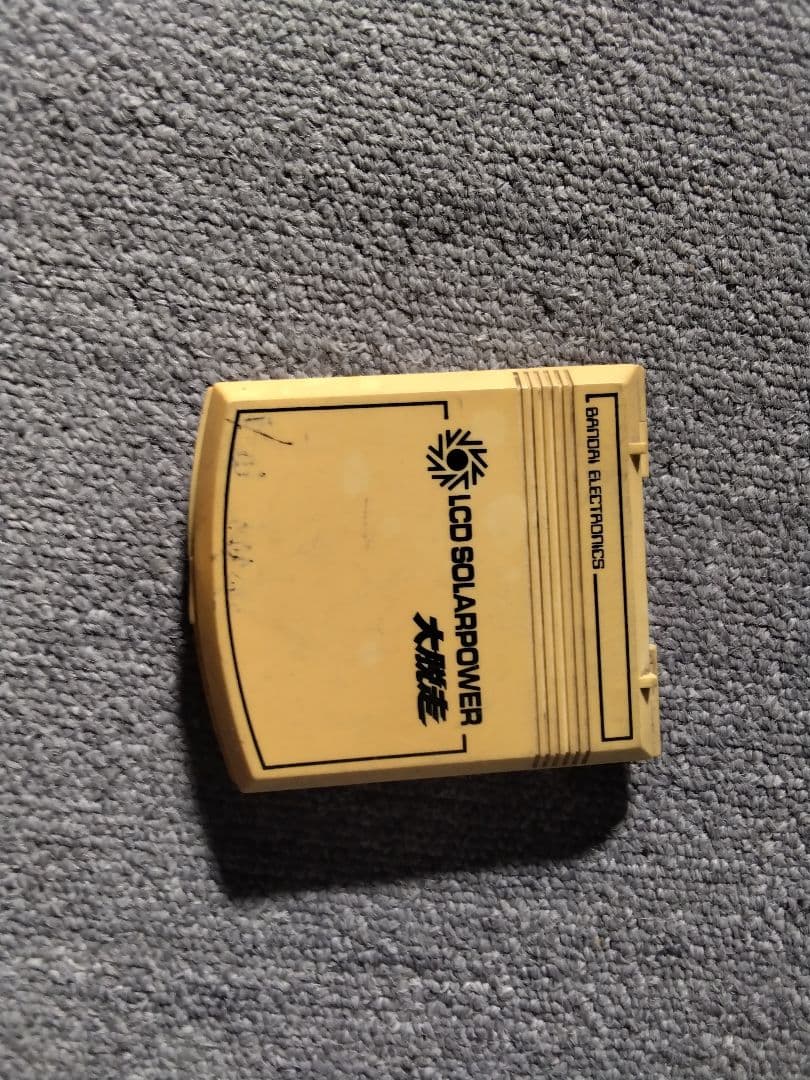 BANDAI ELECTRONICS
LCD SOLARPOWER
大脱走